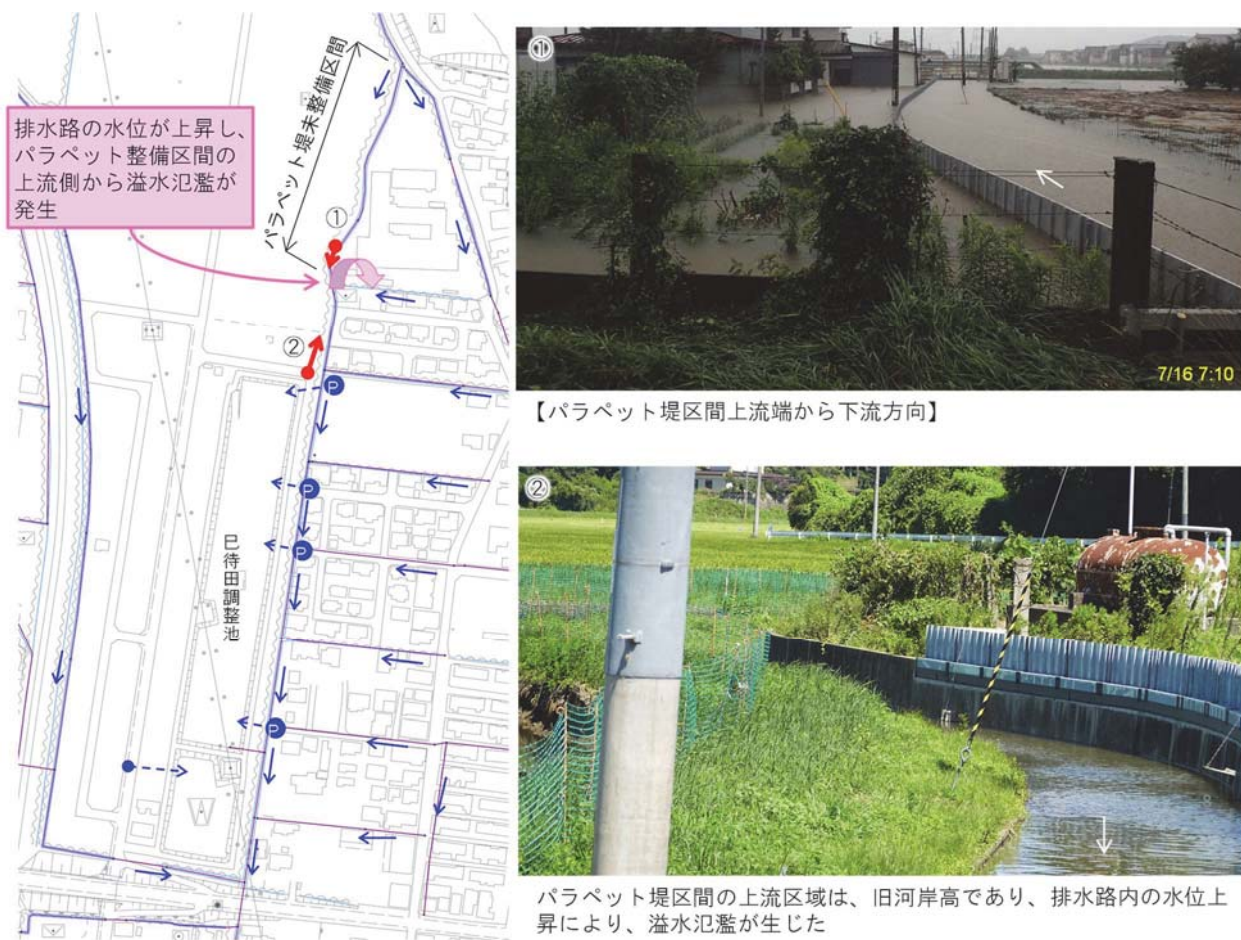 排水路の水位が上昇し、
パラペット整備区間の
上流側から溢水氾濫が
発生
パラペット堤未整備区間
①
②
P
P
P
P
巳待田調整池
①
7/16 7:10
【パラペット堤区間上流端から下流方向】
②
パラペット堤区間の上流区域は、旧河岸高であり、排水路内の水位上
昇により、溢水氾濫が生じた